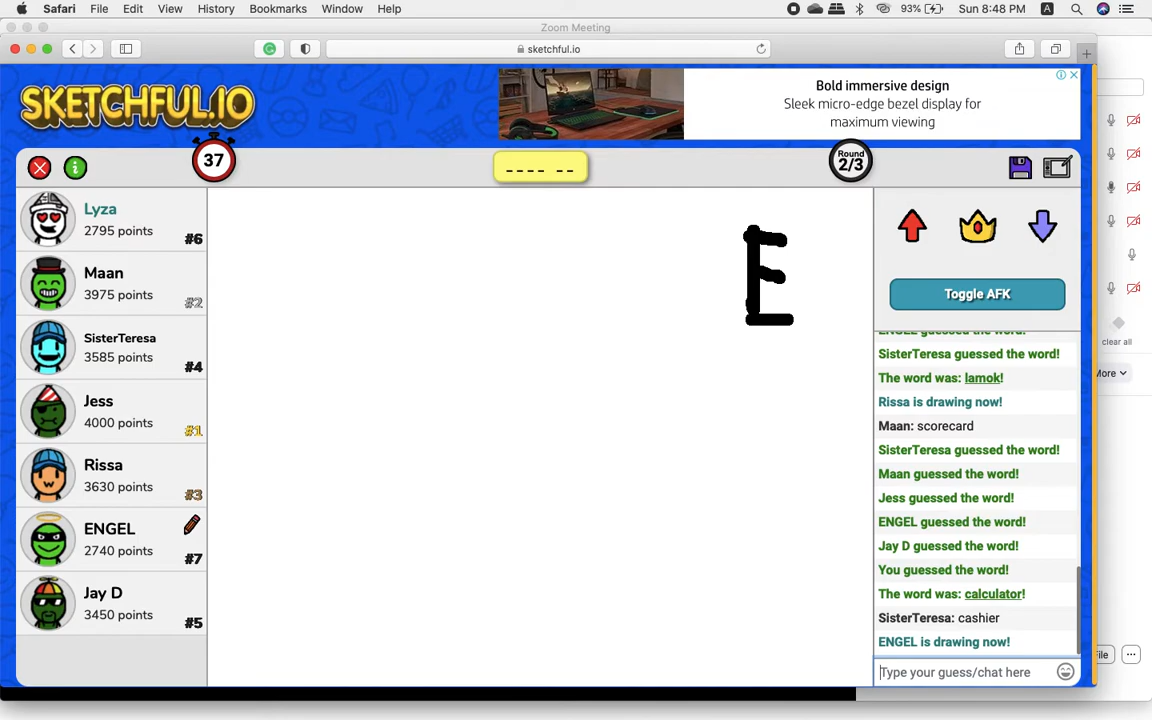 Safari File Edit View History Bookmarks Window Help 93% Sun 8:48 PM A
Zoom Meeting
sketchful.io
SKETCHFUL.IO
Bold immersive design
Sleek micro-edge bezel display for
maximum viewing
37
_ _ _ _ _ _
Round
2/3
Lyza
2795 points
#6
Maan
3975 points
#2
SisterTeresa
3585 points
#4
Jess
4000 points
#1
Rissa
3630 points
#3
ENGEL
2740 points
#7
Jay D
3450 points
#5
E
Toggle AFK
ENGEL guessed the word!
SisterTeresa guessed the word!
The word was: lamok!
Rissa is drawing now!
Maan: scorecard
SisterTeresa guessed the word!
Maan guessed the word!
Jess guessed the word!
ENGEL guessed the word!
Jay D guessed the word!
You guessed the word!
The word was: calculator!
SisterTeresa: cashier
ENGEL is drawing now!
Type your guess/chat here
clear all
More
File